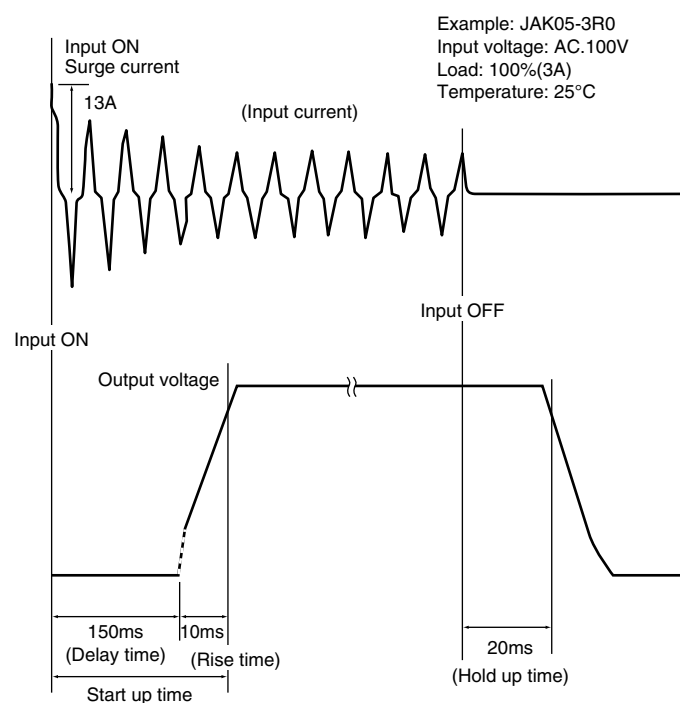 Example: JAK05-3R0
Input voltage: AC.100V
Load: 100%(3A)
Temperature: 25°C
Input ON
Surge current
13A
(Input current)
Input ON
Input OFF
Output voltage
150ms
(Delay time)
10ms
(Rise time)
Start up time
20ms
(Hold up time)